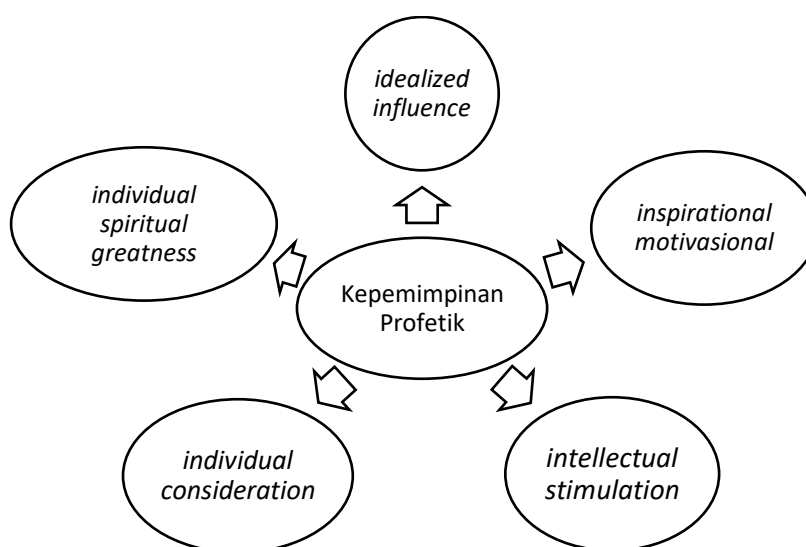 idealized
influence
individual
spiritual
greatness
inspirational
motivasional
Kepemimpinan
Profetik
individual
consideration
intellectual
stimulation